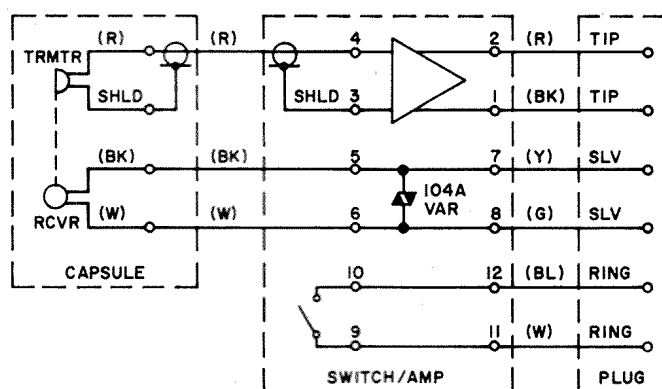 (R) (R) 4 2 (R) TIP
TRMTR
SHLD SHLD 3 1 (BK) TIP
(BK) (BK) 5 7 (Y) SLV
104A
VAR
(W) (W) 6 8 (G) SLV
RCVR
CAPSULE
10 12 (BL) RING
9 11 (W) RING
SWITCH/AMP PLUG